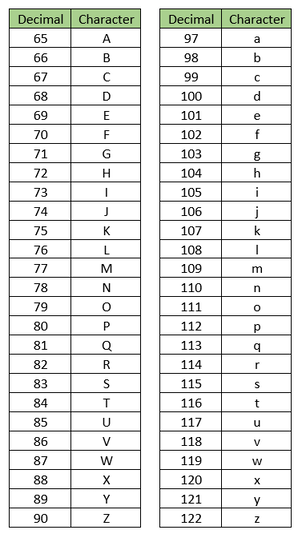 Decimal Character Decimal Character
65 A 97 a
66 B 98 b
67 C 99 c
68 D 100 d
69 E 101 e
70 F 102 f
71 G 103 g
72 H 104 h
73 I 105 i
74 J 106 j
75 K 107 k
76 L 108 l
77 M 109 m
78 N 110 n
79 O 111 o
80 P 112 p
81 Q 113 q
82 R 114 r
83 S 115 s
84 T 116 t
85 U 117 u
86 V 118 v
87 W 119 w
88 X 120 x
89 Y 121 y
90 Z 122 z